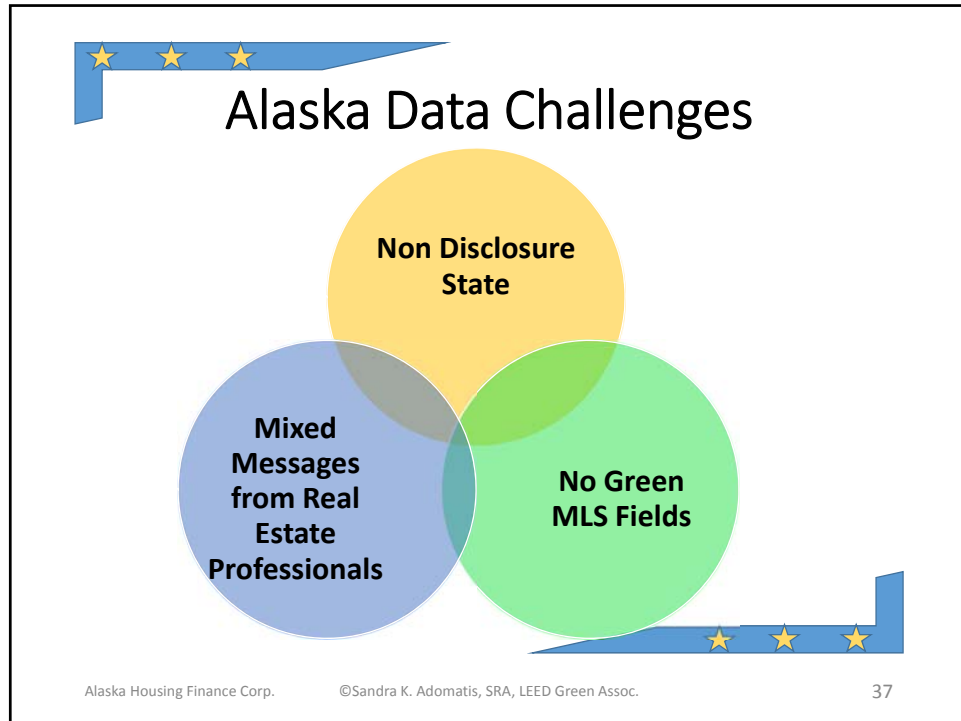 Alaska Data Challenges
Non Disclosure
State
Mixed
Messages
from Real
Estate
Professionals
No Green
MLS Fields
Alaska Housing Finance Corp.
©Sandra K. Adomatis, SRA, LEED Green Assoc.
37